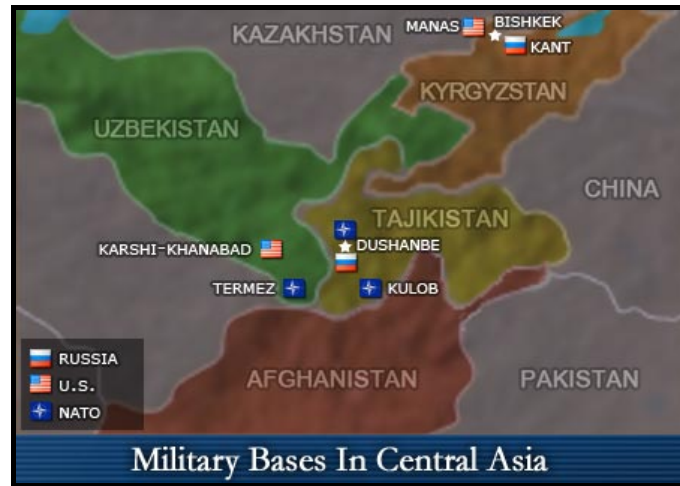 BISHKEK
MANAS
KAZAKHSTAN
KANT
KYRGYZSTAN
UZBEKISTAN
CHINA
TAJIKISTAN
DUSHANBE
KARSHI-KHANABAD
TERMEZ
KULOB
RUSSIA
U.S.
NATO
AFGHANISTAN
PAKISTAN
Military Bases In Central Asia